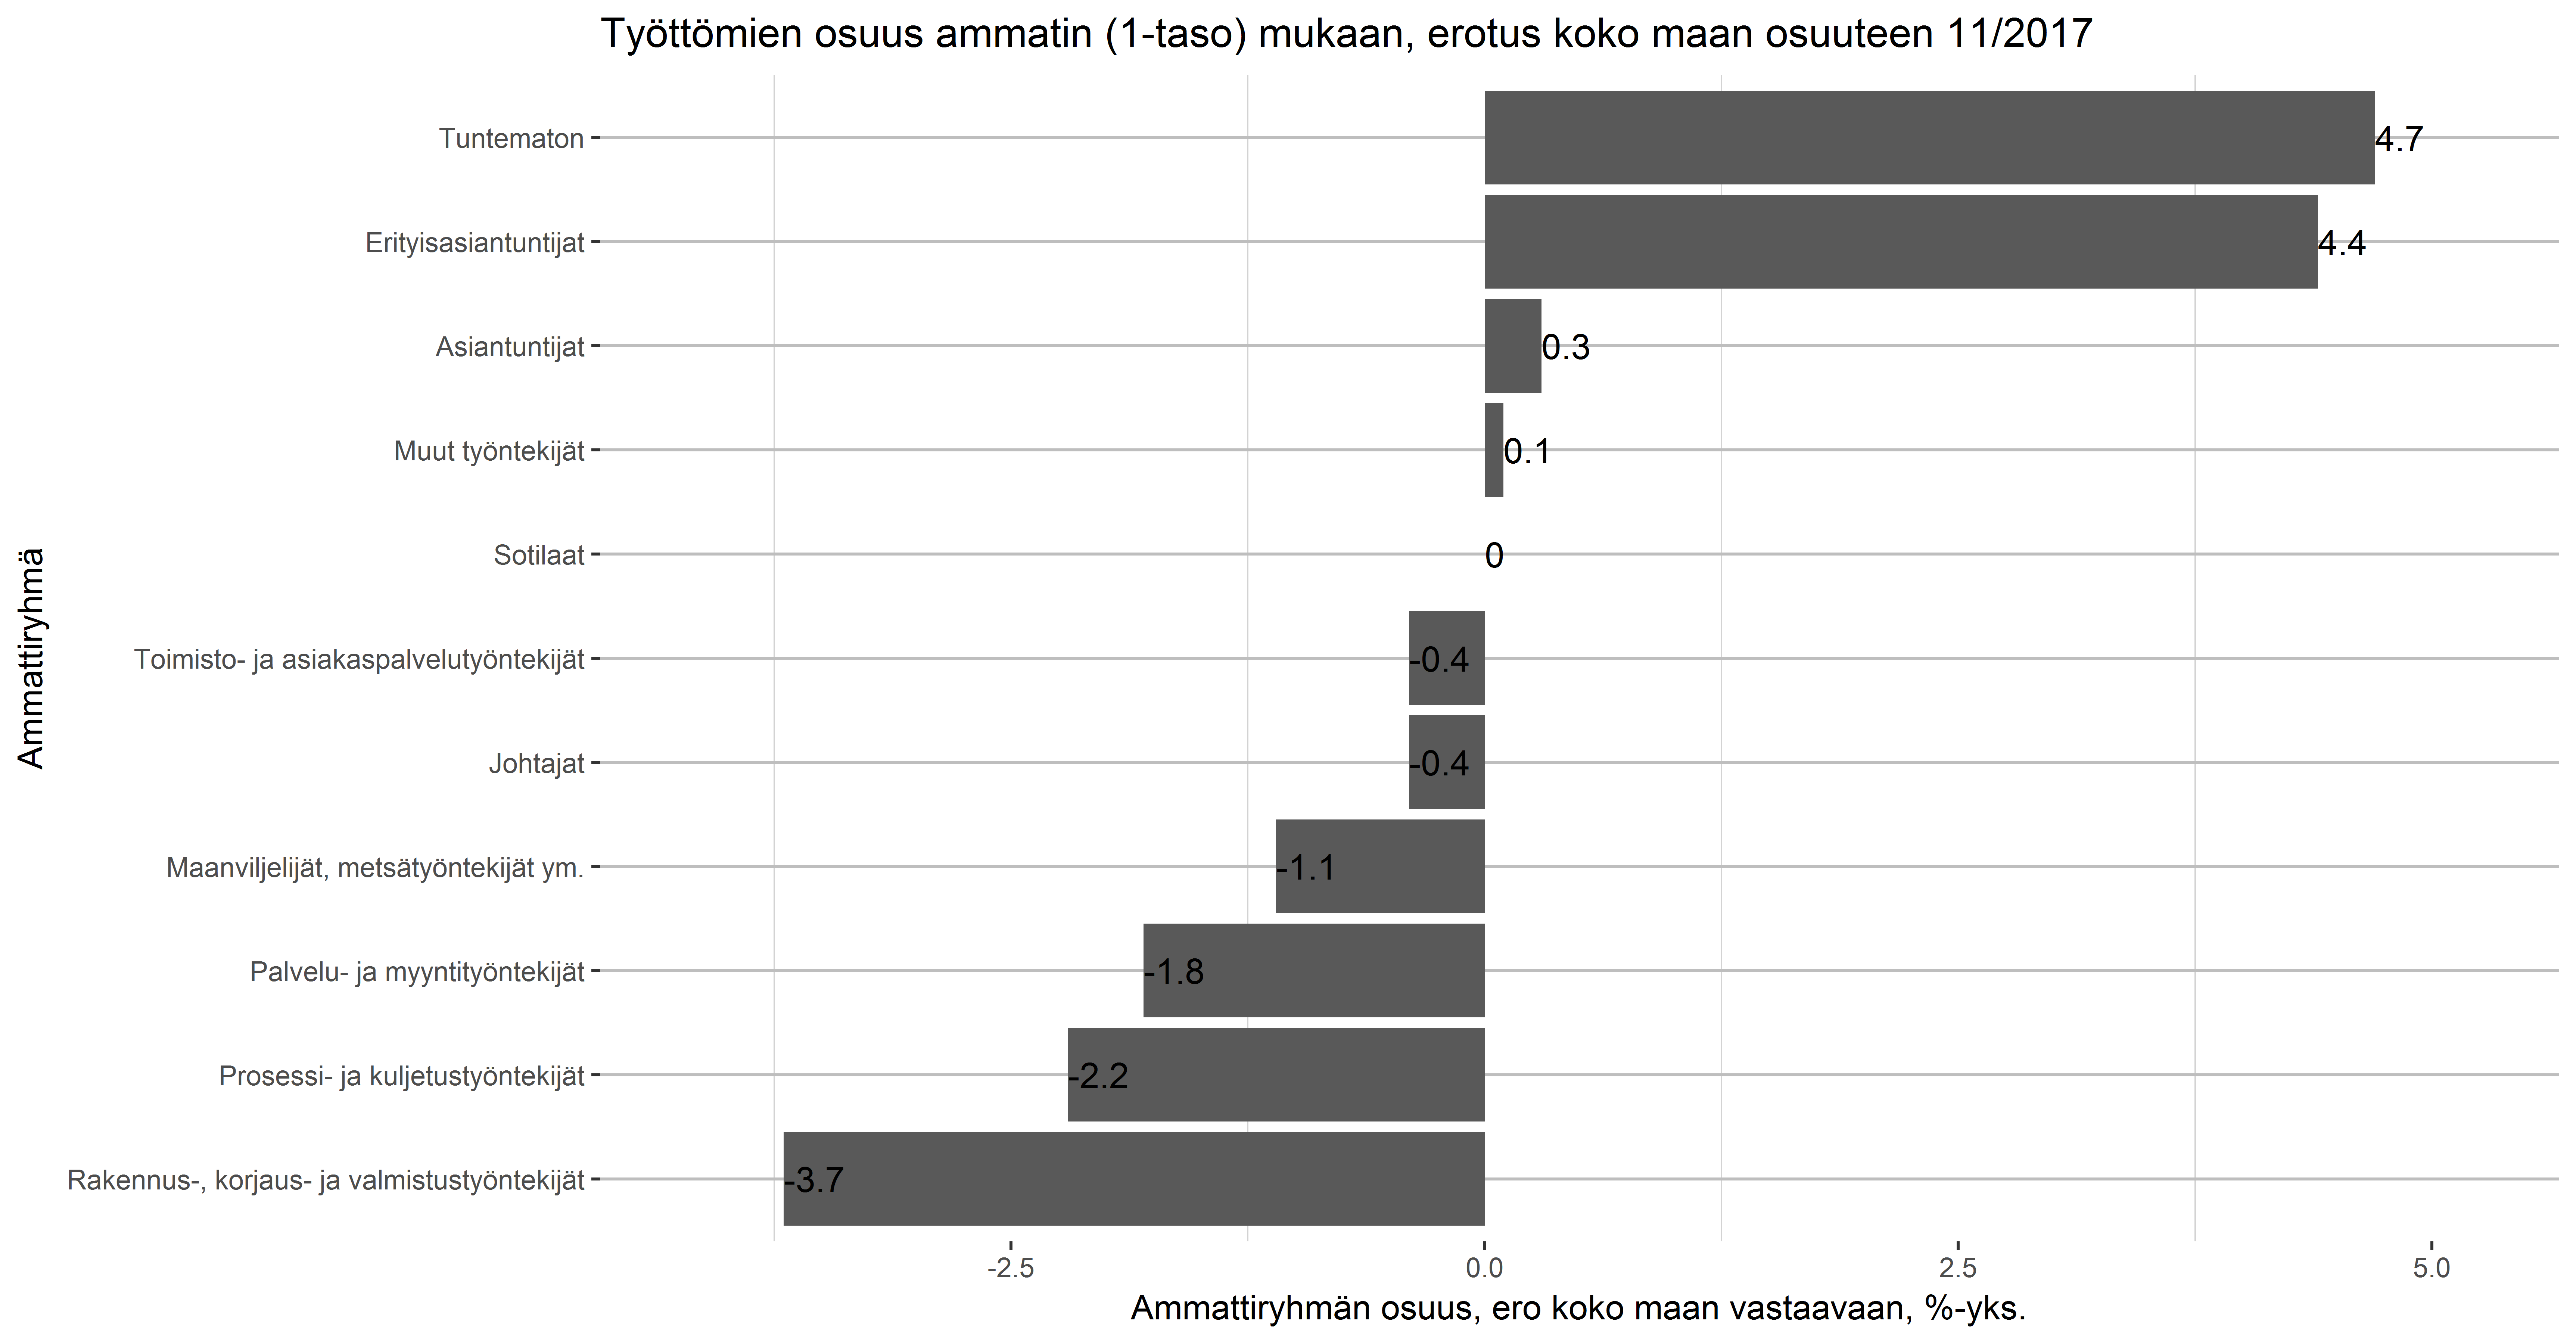 Työttömien osuus ammatin (1-taso) mukaan, erotus koko maan osuuteen 11/2017
Ammattiryhmä
Tuntematon 4.7
Erityisasiantuntijat 4.4
Asiantuntijat 0.3
Muut työntekijät 0.1
Sotilaat 0
Toimisto- ja asiakaspalvelutyöntekijät -0.4
Johtajat -0.4
Maanviljelijät, metsätyöntekijät ym. -1.1
Palvelu- ja myyntityöntekijät -1.8
Prosessi- ja kuljetustyöntekijät -2.2
Rakennus-, korjaus- ja valmistustyöntekijät -3.7
-2.5 0.0 2.5 5.0
Ammattiryhmän osuus, ero koko maan vastaavaan, %-yks.